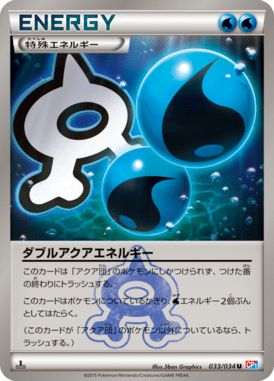 ENERGY
とくしゅ
特殊エネルギー
ダブルアクアエネルギー
このカードは「アクア団」のポケモンにしかつけられず、つけた番
の終わりにトラッシュする。
このカードはポケモンについているかぎり、エネルギー2個ぶん
としてはたらく。
（このカードが「アクア団」のポケモン以外についているなら、ト
ラッシュする。）
1 Illus. 5ban Graphics CP1 033/034 U
©2015 Pokémon/Nintendo/Creatures/GAME FREAK.